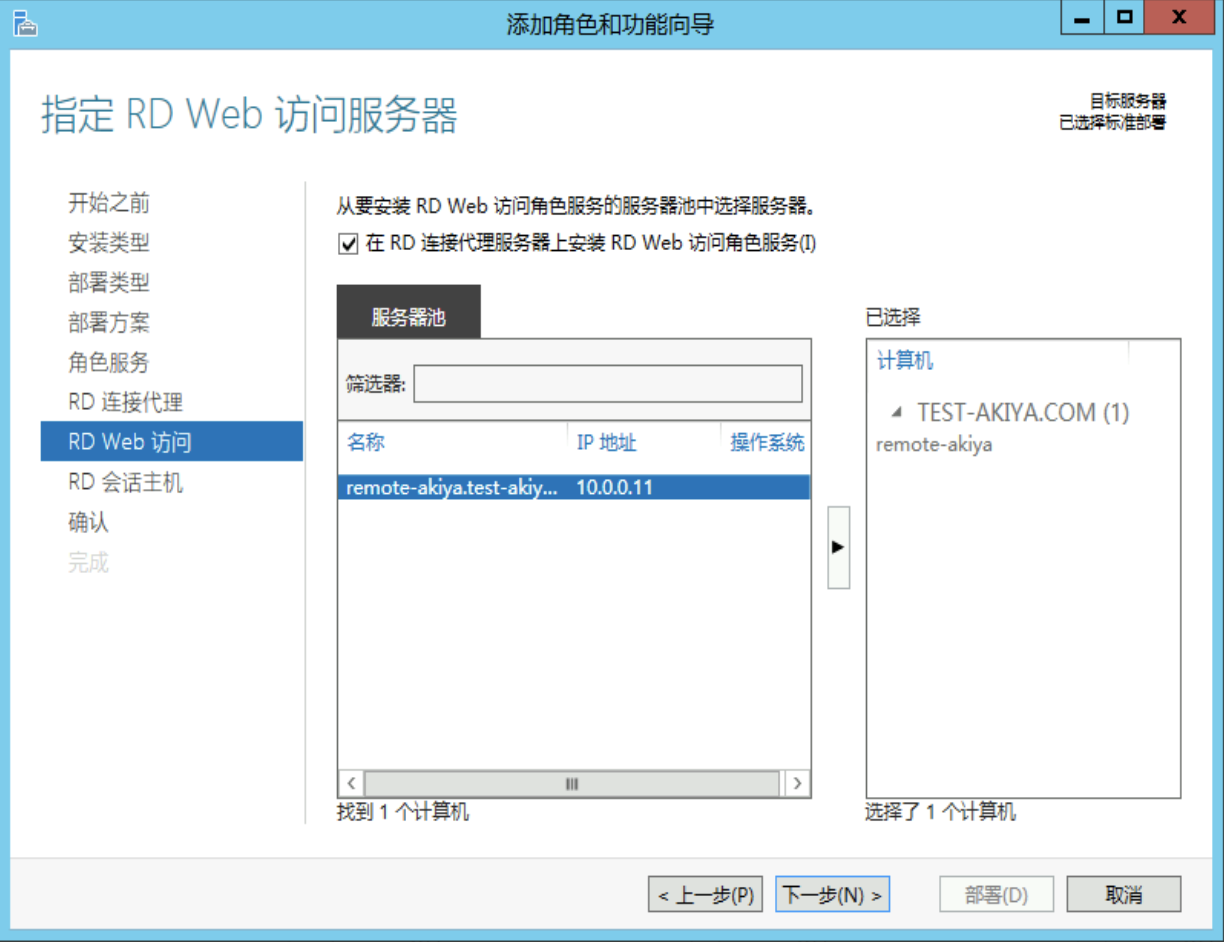 添加角色和功能向导
指定 RD Web 访问服务器
目标服务器
已选择标准部署
开始之前
安装类型
部署类型
部署方案
角色服务
RD 连接代理
RD Web 访问
RD 会话主机
确认
完成
从要安装 RD Web 访问角色服务的服务器池中选择服务器。
在 RD 连接代理服务器上安装 RD Web 访问角色服务(I)
服务器池
筛选器:
名称 IP 地址 操作系统
remote-akiya.test-akiy... 10.0.0.11
找到 1 个计算机
已选择
计算机
TEST-AKIYA.COM (1)
remote-akiya
选择了 1 个计算机
< 上一步(P) 下一步(N) > 部署(D) 取消